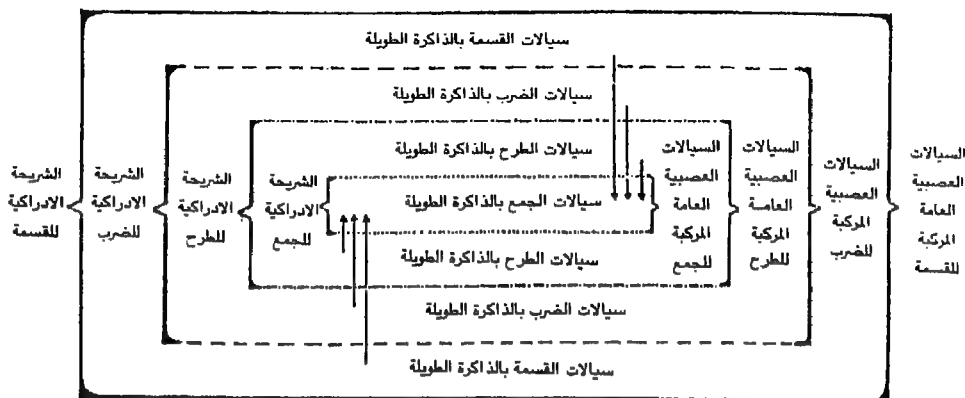 سيالات القسمة بالذاكرة الطويلة
سيالات الضرب بالذاكرة الطويلة
سيالات الطرح بالذاكرة الطويلة
سيالات الجمع بالذاكرة الطويلة
سيالات الطرح بالذاكرة الطويلة
سيالات الضرب بالذاكرة الطويلة
سيالات القسمة بالذاكرة الطويلة
السيالات
العصبية
العامة
المركبة
للقسمة
السيالات
العصبية
المركبة
للضرب
السيالات
العصبية
العامة
المركبة
للطرح
السيالات
العصبية
العامة
المركبة
للجمع
الشريحة
الادراكية
للجمع
الشريحة
الادراكية
للطرح
الشريحة
الادراكية
للضرب
الشريحة
الادراكية
للقسمة